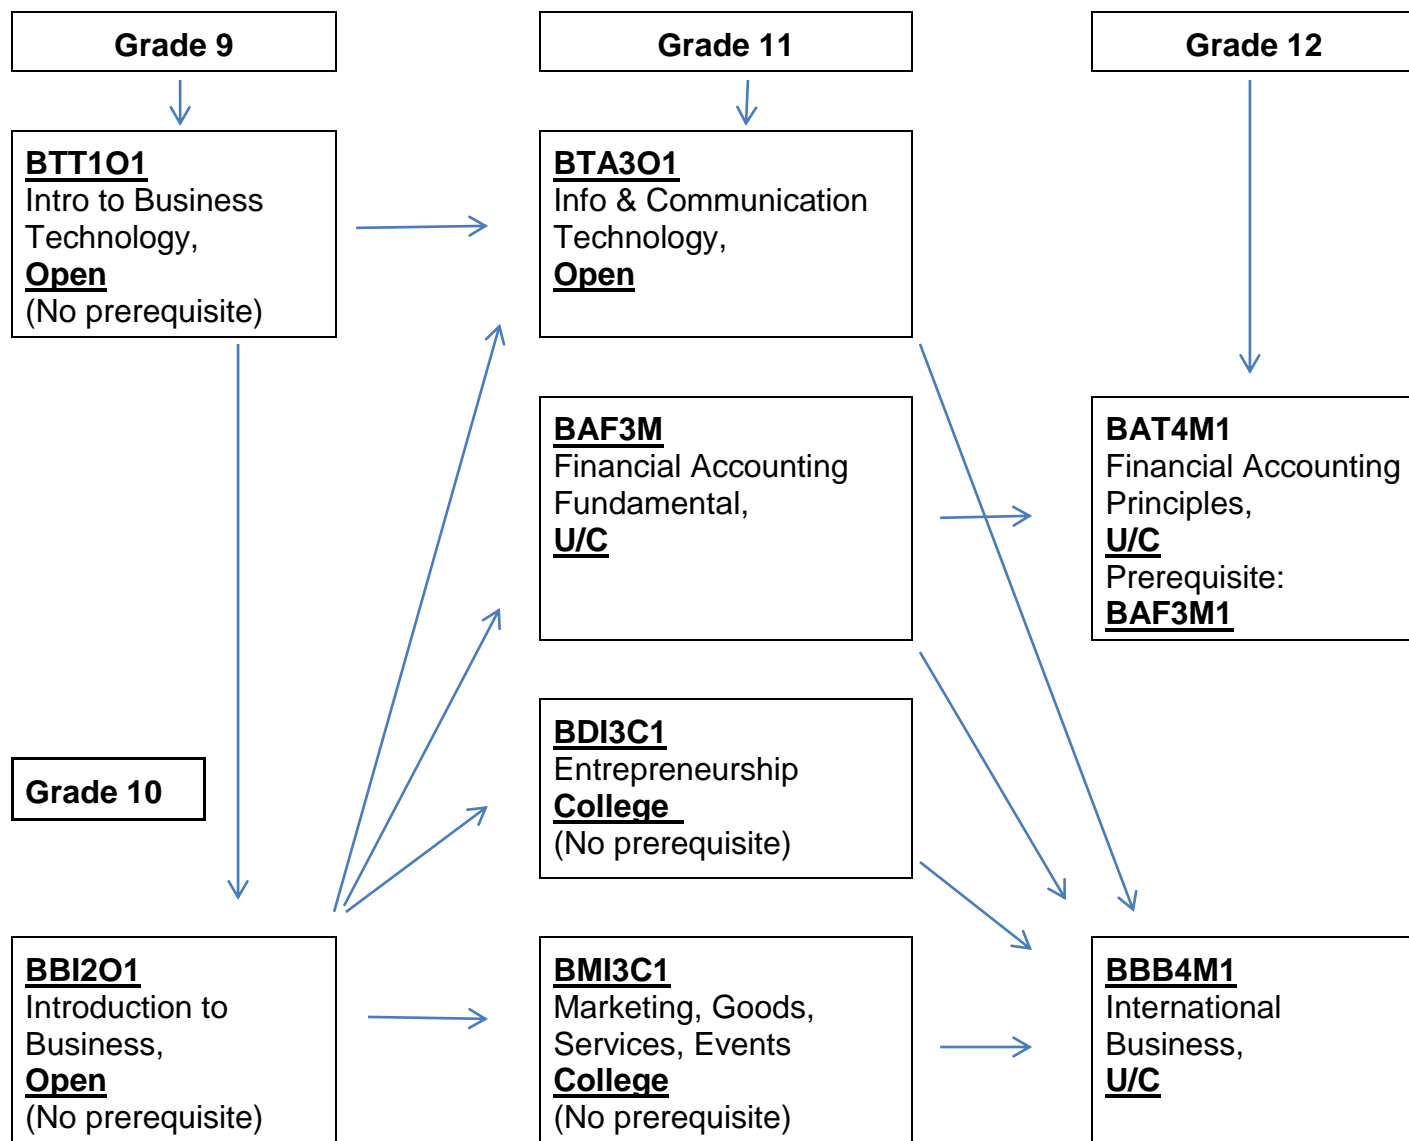 Grade 9
Grade 11
Grade 12
BTT1O1
Intro to Business
Technology,
Open
(No prerequisite)
BTA3O1
Info & Communication
Technology,
Open
BAF3M
Financial Accounting
Fundamental,
U/C
BAT4M1
Financial Accounting
Principles,
U/C
Prerequisite:
BAF3M1
BDI3C1
Entrepreneurship
College
(No prerequisite)
Grade 10
BBI2O1
Introduction to
Business,
Open
(No prerequisite)
BMI3C1
Marketing, Goods,
Services, Events
College
(No prerequisite)
BBB4M1
International
Business,
U/C